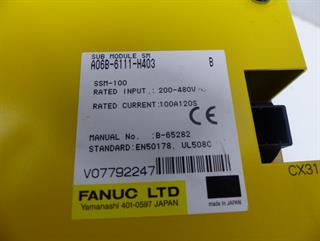 SUB MODULE SM
A06B-6111-H403 B
SSM-100
RATED INPUT.: 200-480V~
RATED CURRENT:100A120S
CE
MANUAL No. :B-65282
STANDARD:EN50178, UL508C
V07792247
FANUC LTD
Yamanashi 401-0597 JAPAN
MADE IN JAPAN
CX31